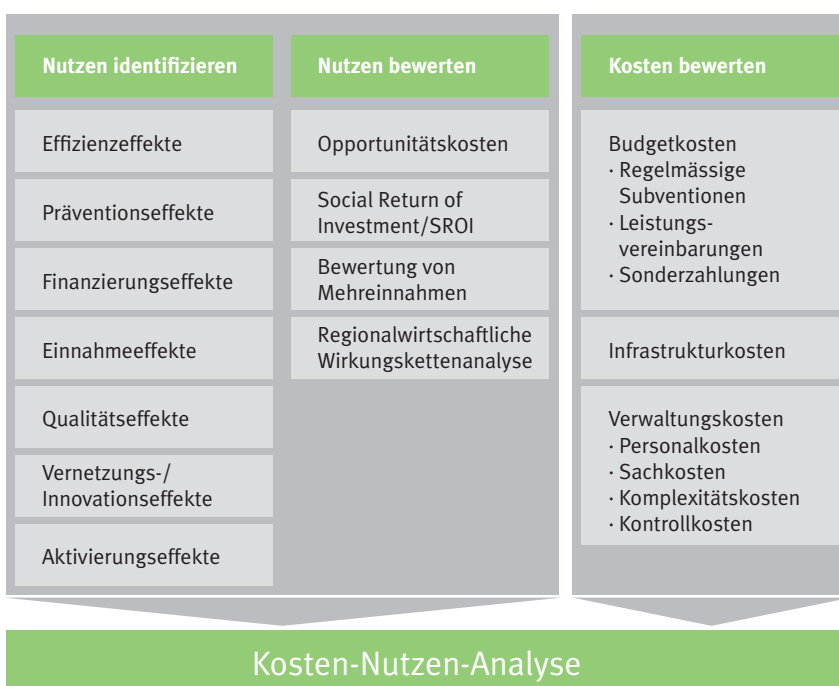 Nutzen identifizieren
Effizienzeffekte
Präventionseffekte
Finanzierungseffekte
Einnahmeeffekte
Qualitätseffekte
Vernetzungs-/
Innovationseffekte
Aktivierungseffekte
Nutzen bewerten
Opportunitätskosten
Social Return of
Investment/SROI
Bewertung von
Mehreinnahmen
Regionalwirtschaftliche
Wirkungskettenanalyse
Kosten bewerten
Budgetkosten
· Regelmässige
Subventionen
· Leistungs-
vereinbarungen
· Sonderzahlungen
Infrastrukturkosten
Verwaltungskosten
· Personalkosten
· Sachkosten
· Komplexitätskosten
· Kontrollkosten
Kosten-Nutzen-Analyse